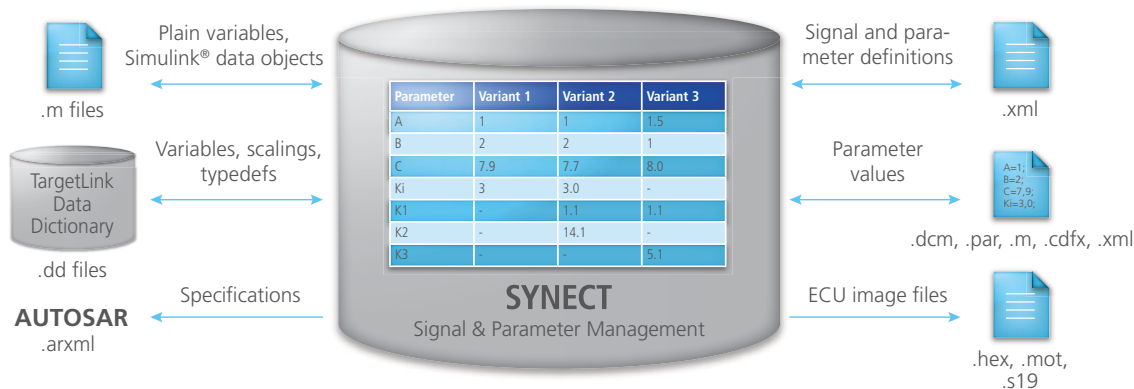 Plain variables,
Simulink® data objects
.m files
Variables, scalings,
typedefs
TargetLink
Data
Dictionary
.dd files
Specifications
AUTOSAR
.arxml
Parameter Variant 1 Variant 2 Variant 3
A 1 1 1.5
B 2 2 1
C 7.9 7.7 8.0
Ki 3 3.0 -
K1 - 1.1 1.1
K2 - 14.1 -
K3 - - 5.1
SYNECT
Signal & Parameter Management
Signal and para-
meter definitions
.xml
Parameter
values
A=1;
B=2;
C=7,9;
Ki=3,0;
.dcm, .par, .m, .cdfx, .xml
ECU image files
.hex, .mot,
.s19